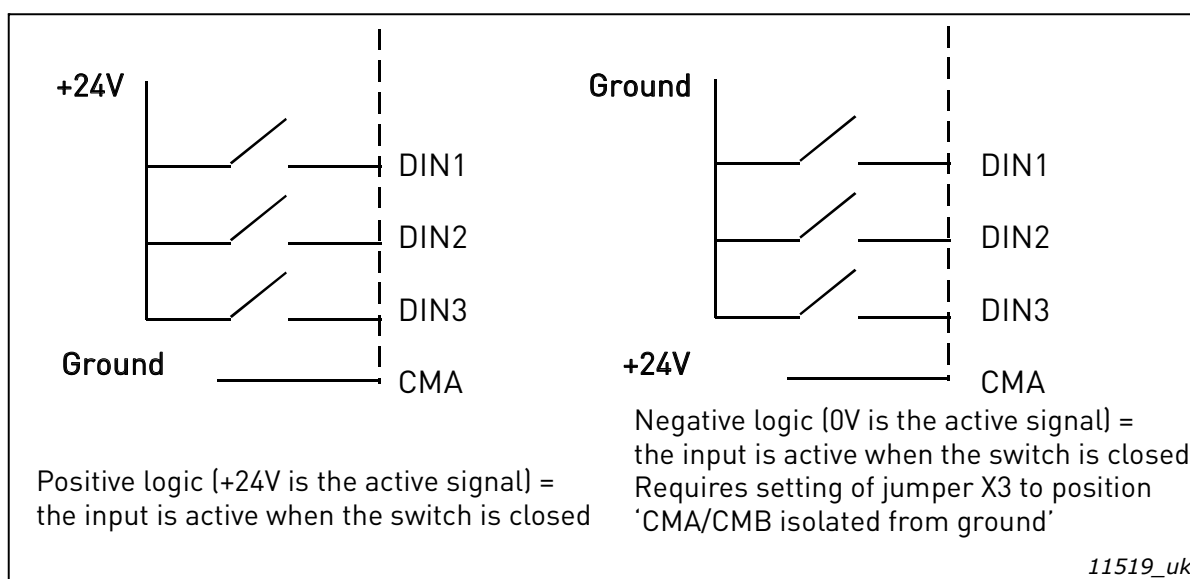 +24V
DIN1
DIN2
DIN3
Ground
CMA
Positive logic (+24V is the active signal) =
the input is active when the switch is closed
Ground
DIN1
DIN2
DIN3
+24V
CMA
Negative logic (0V is the active signal) =
the input is active when the switch is closed
Requires setting of jumper X3 to position
‘CMA/CMB isolated from ground’
11519_uk